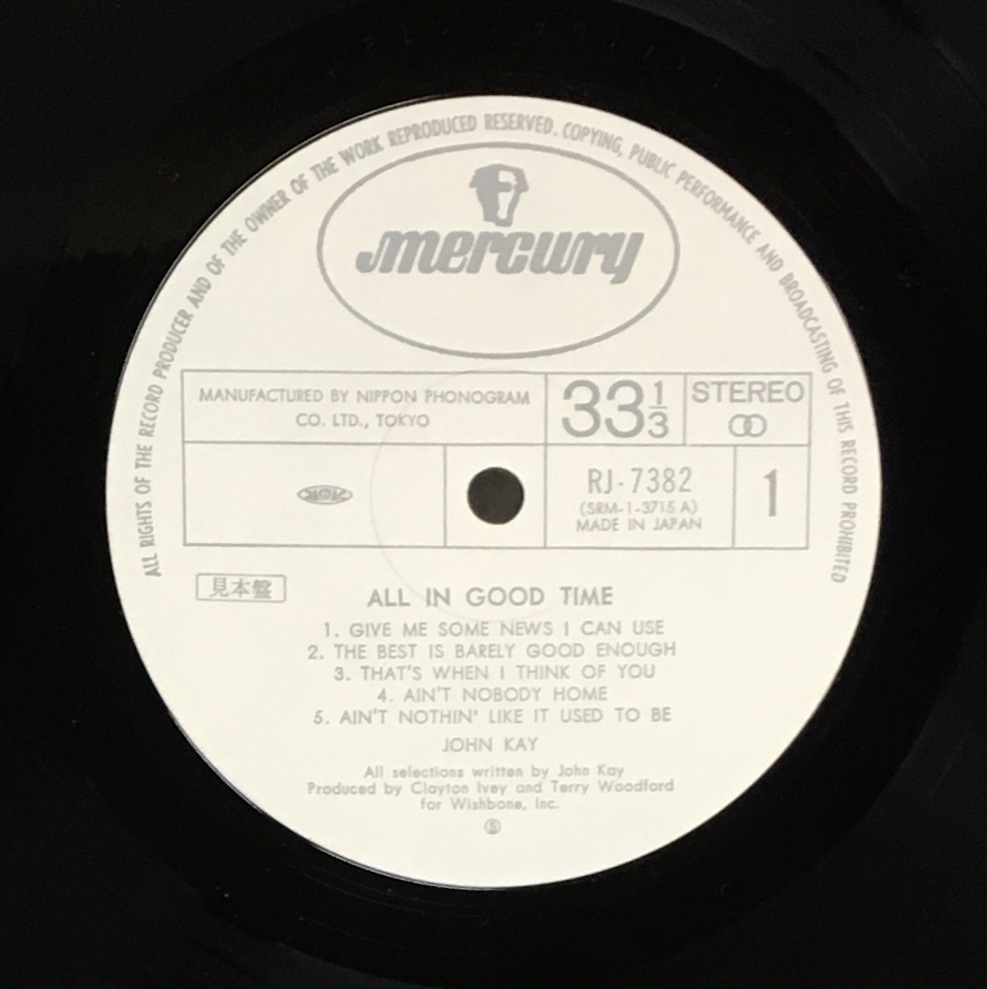 ALL RIGHTS OF THE RECORD PRODUCER AND OF THE OWNER OF THE WORK REPRODUCED RESERVED. COPYING, PUBLIC PERFORMANCE AND BROADCASTING OF THIS RECORD PROHIBITED
mercury
MANUFACTURED BY NIPPON PHONOGRAM
CO. LTD., TOKYO
33 1/3
STEREO
RJ-7382
(SRM-1-3715 A)
MADE IN JAPAN
1
見本盤
ALL IN GOOD TIME
1. GIVE ME SOME NEWS I CAN USE
2. THE BEST IS BARELY GOOD ENOUGH
3. THAT'S WHEN I THINK OF YOU
4. AIN'T NOBODY HOME
5. AIN'T NOTHIN' LIKE IT USED TO BE
JOHN KAY
All selections written by John Kay
Produced by Clayton Ivey and Terry Woodford
for Wishbone, Inc.